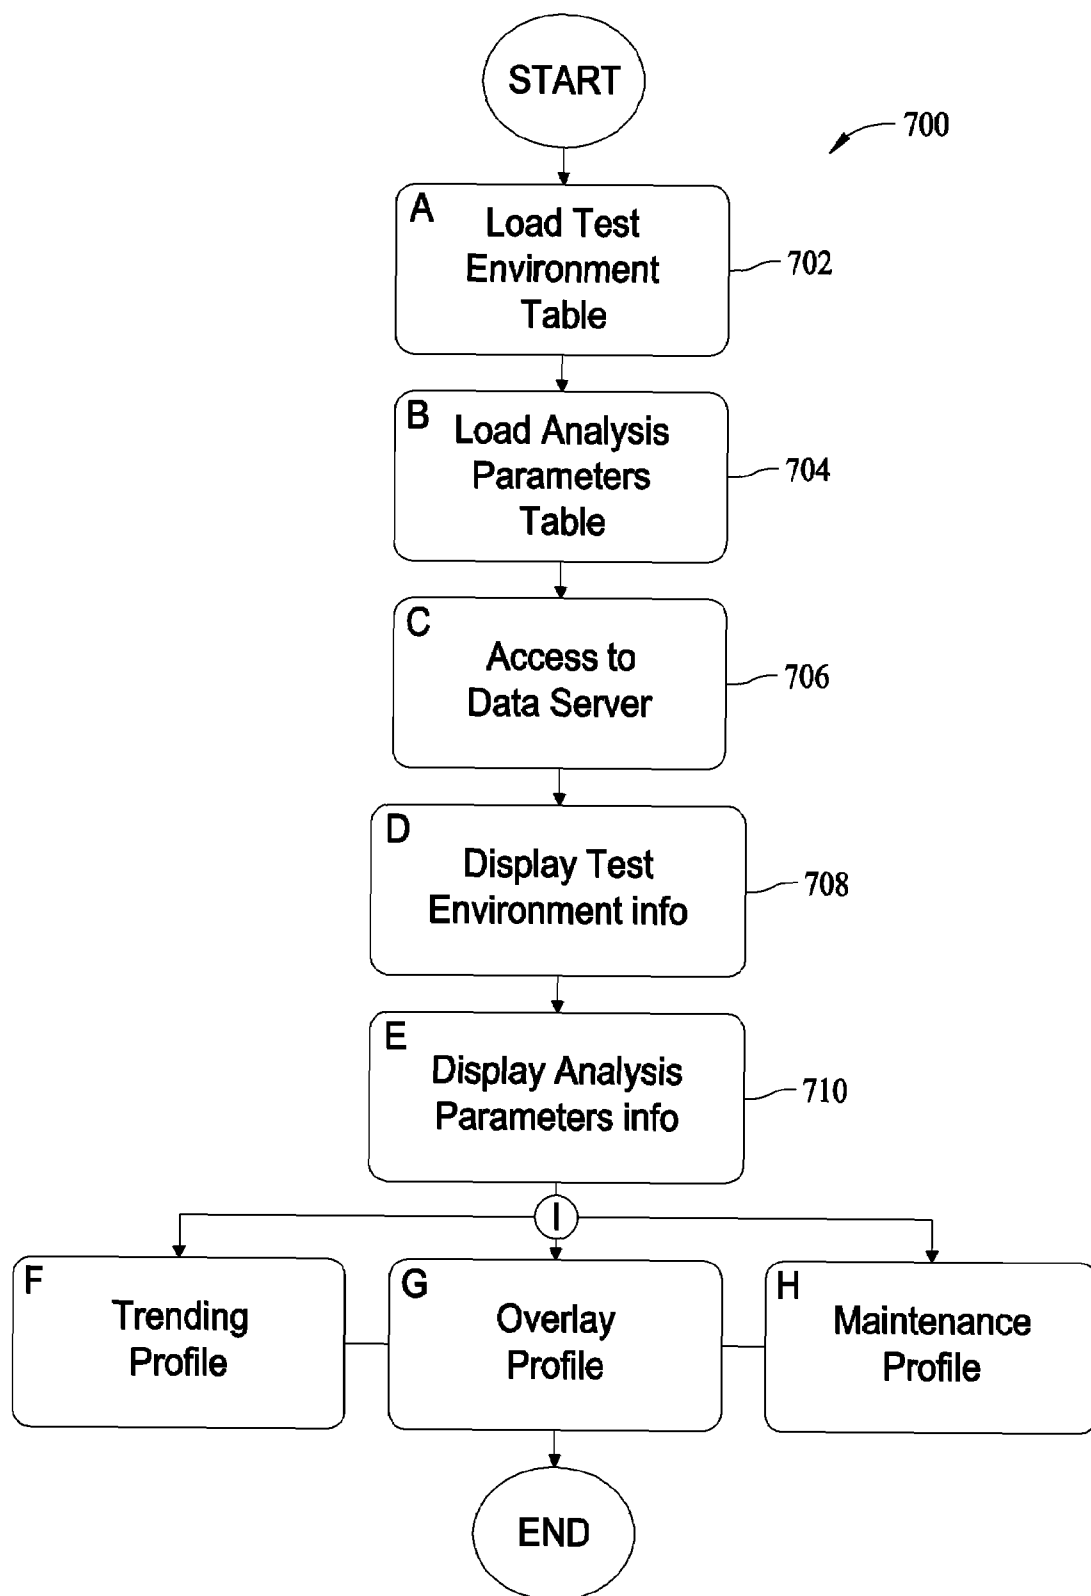 START
700
A
Load Test
Environment
Table
702
B
Load Analysis
Parameters
Table
704
C
Access to
Data Server
706
D
Display Test
Environment info
708
E
Display Analysis
Parameters info
710
I
F
Trending
Profile
G
Overlay
Profile
H
Maintenance
Profile
END